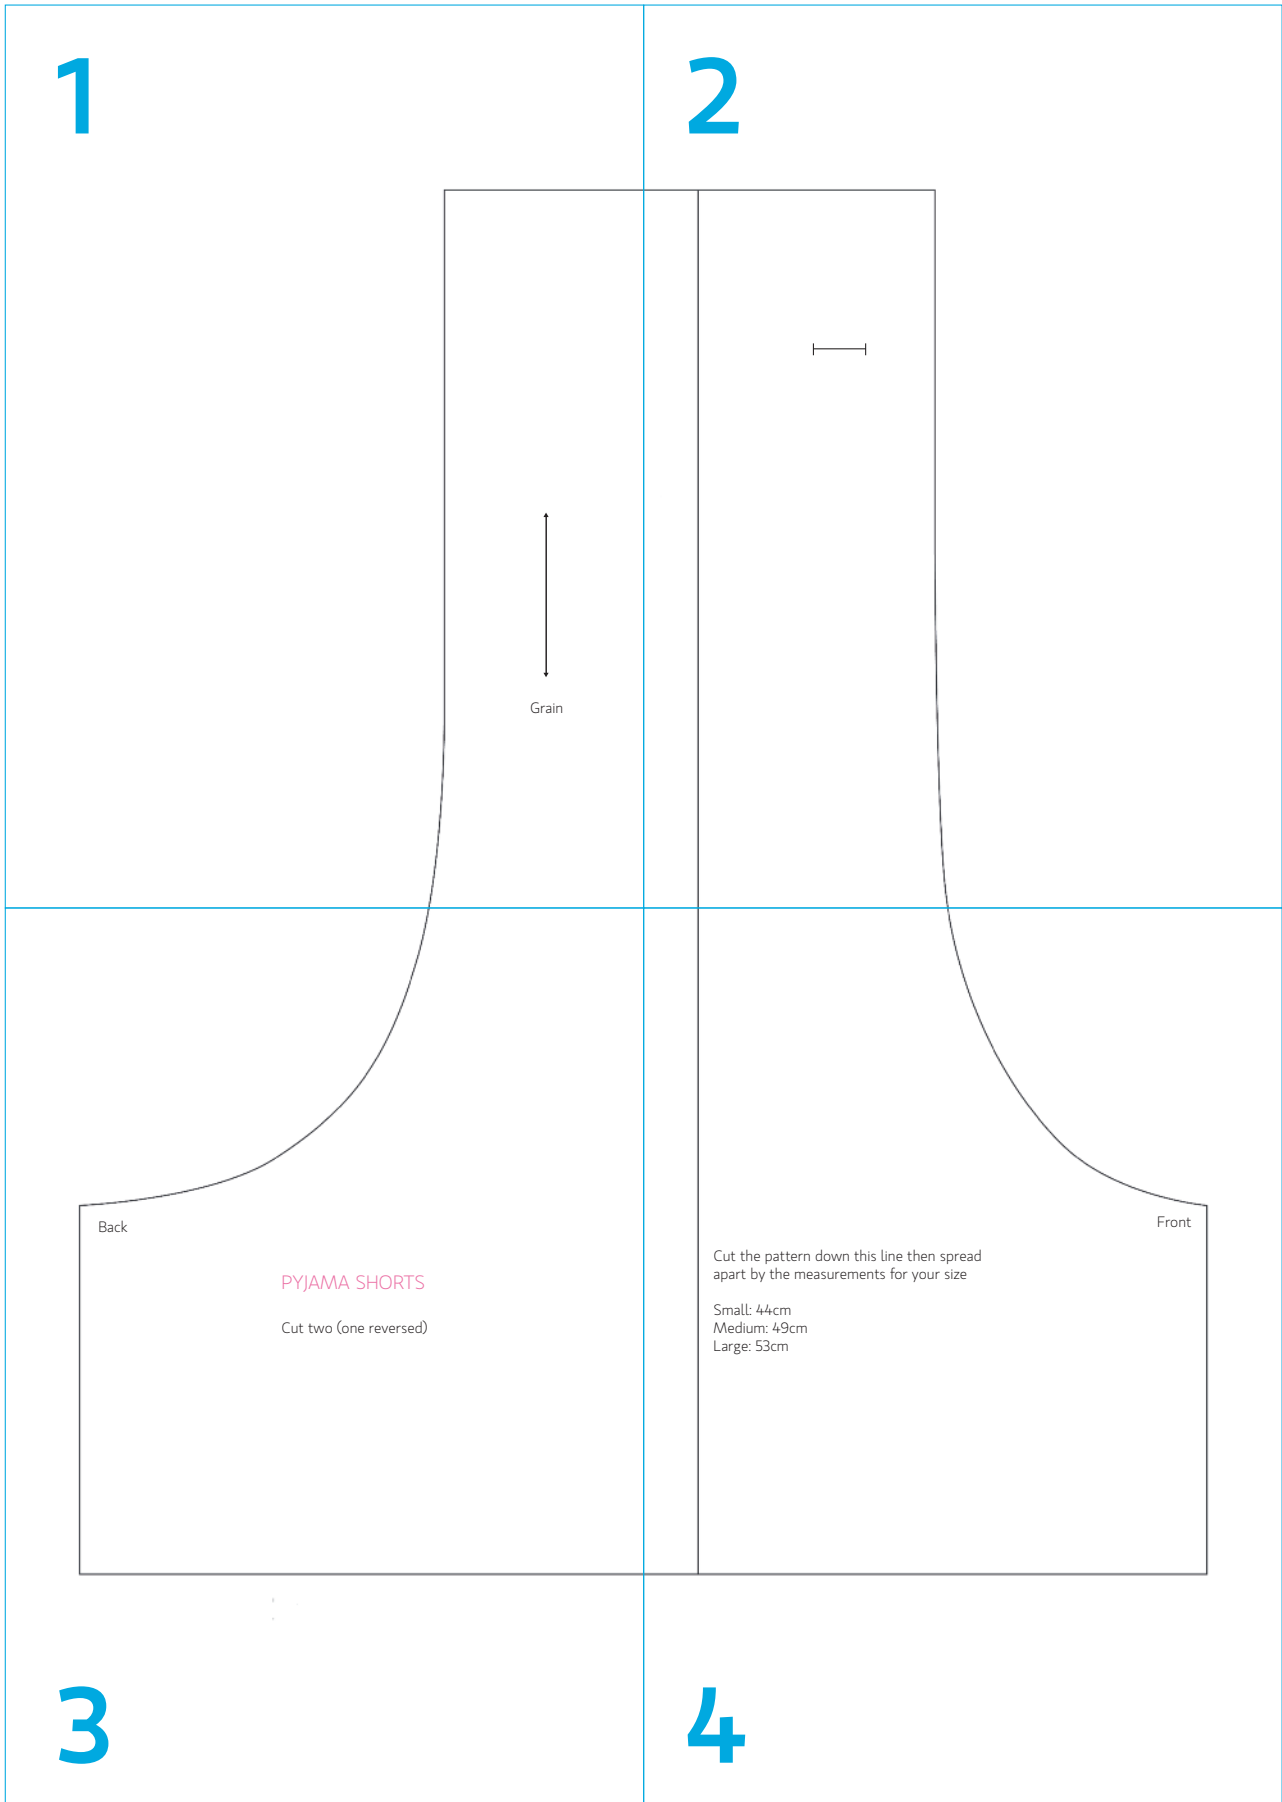 1
2
Grain
Back
Front
PYJAMA SHORTS
Cut two (one reversed)
Cut the pattern down this line then spread
apart by the measurements for your size
Small: 44cm
Medium: 49cm
Large: 53cm
3
4